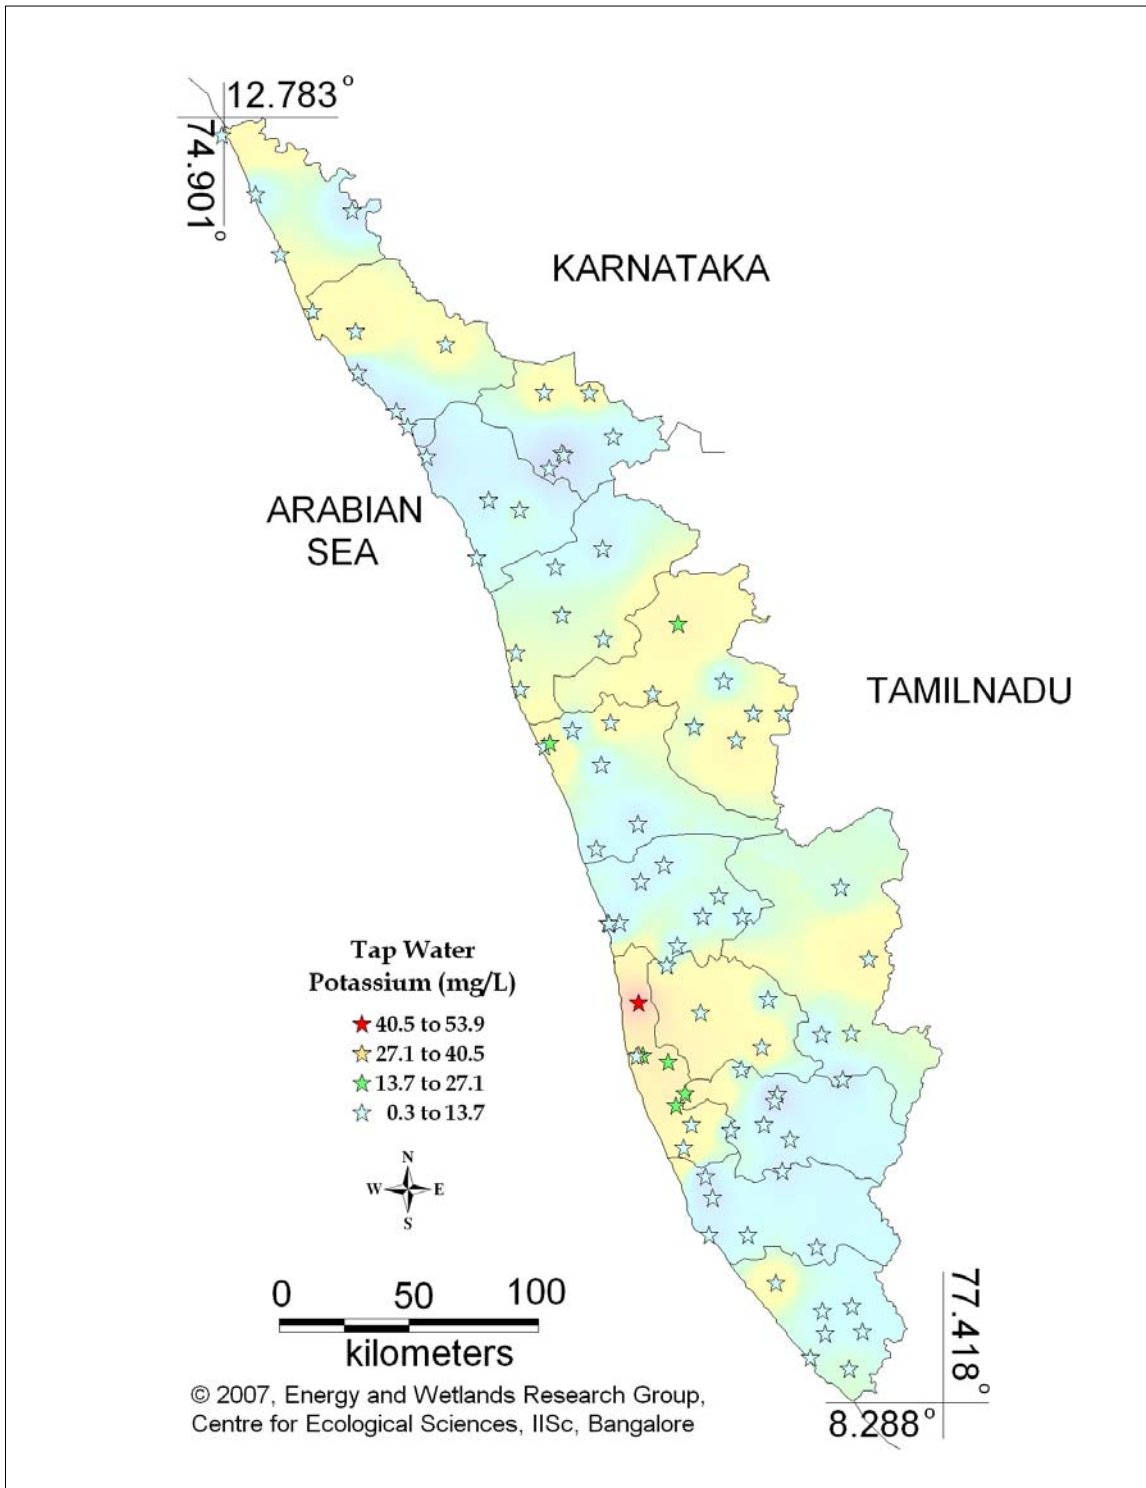 12.783°
74.901°
KARNATAKA
ARABIAN
SEA
TAMILNADU
Tap Water
Potassium (mg/L)
40.5 to 53.9
27.1 to 40.5
13.7 to 27.1
0.3 to 13.7
N
W E
S
0 50 100
kilometers
77.418°
8.288°
© 2007, Energy and Wetlands Research Group,
Centre for Ecological Sciences, IISc, Bangalore